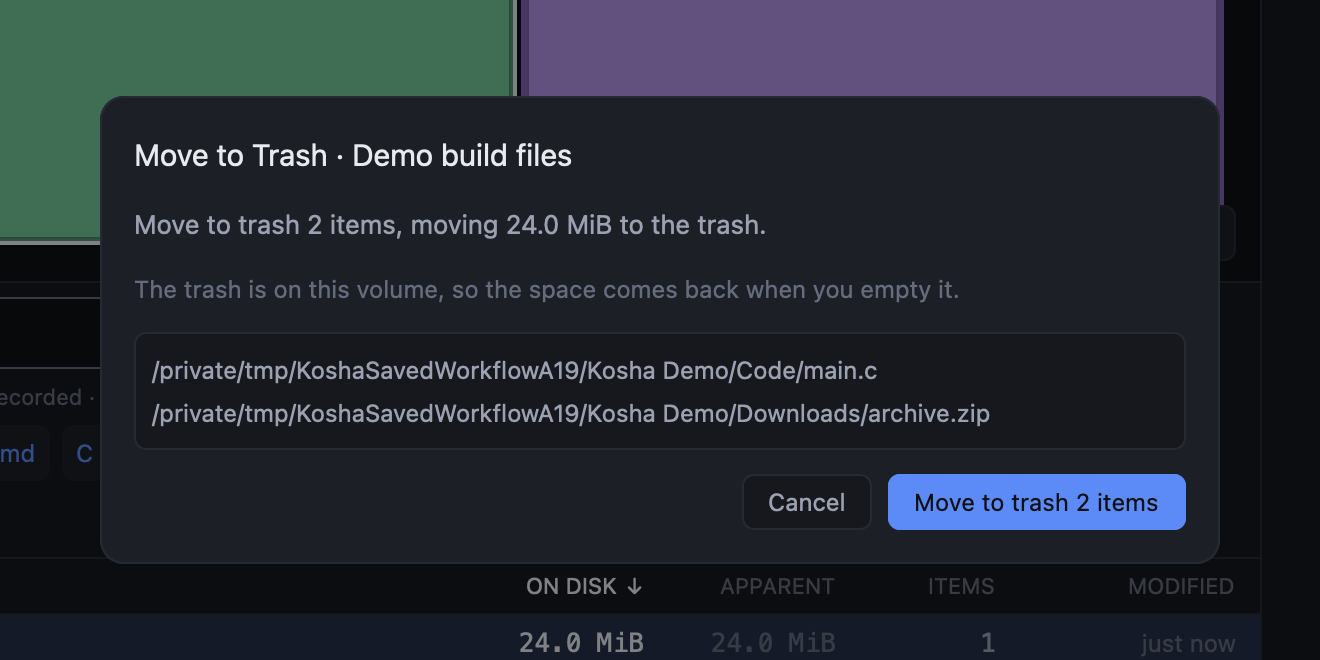 Move to Trash · Demo build files
Move to trash 2 items, moving 24.0 MiB to the trash.
The trash is on this volume, so the space comes back when you empty it.
/private/tmp/KoshaSavedWorkflowA19/Kosha Demo/Code/main.c
/private/tmp/KoshaSavedWorkflowA19/Kosha Demo/Downloads/archive.zip
ecorded ·
md C
Cancel Move to trash 2 items
ON DISK ↓ APPARENT ITEMS MODIFIED
24.0 MiB 24.0 MiB 1 just now